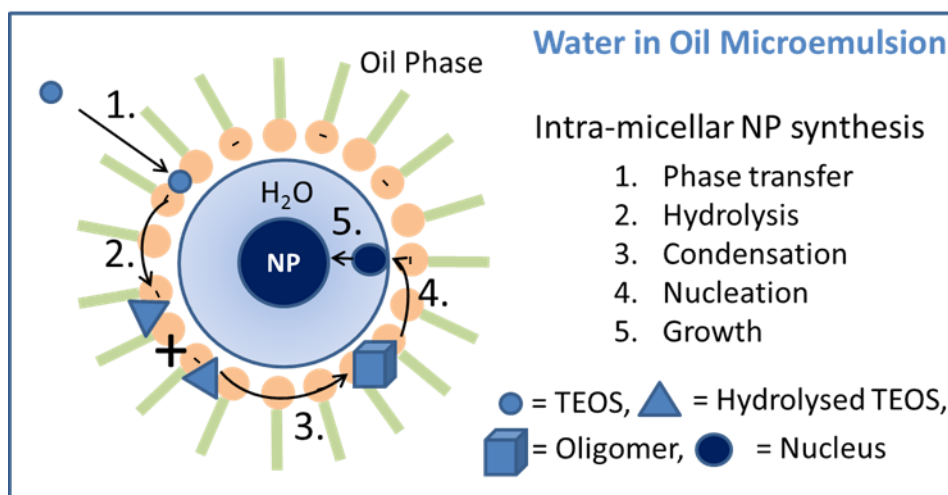 Water in Oil Microemulsion
Oil Phase
1.
Intra-micellar NP synthesis
1. Phase transfer
2. Hydrolysis
3. Condensation
4. Nucleation
5. Growth
H₂O
5.
2.
NP
4.
+
3.
= TEOS, = Hydrolysed TEOS,
= Oligomer, = Nucleus